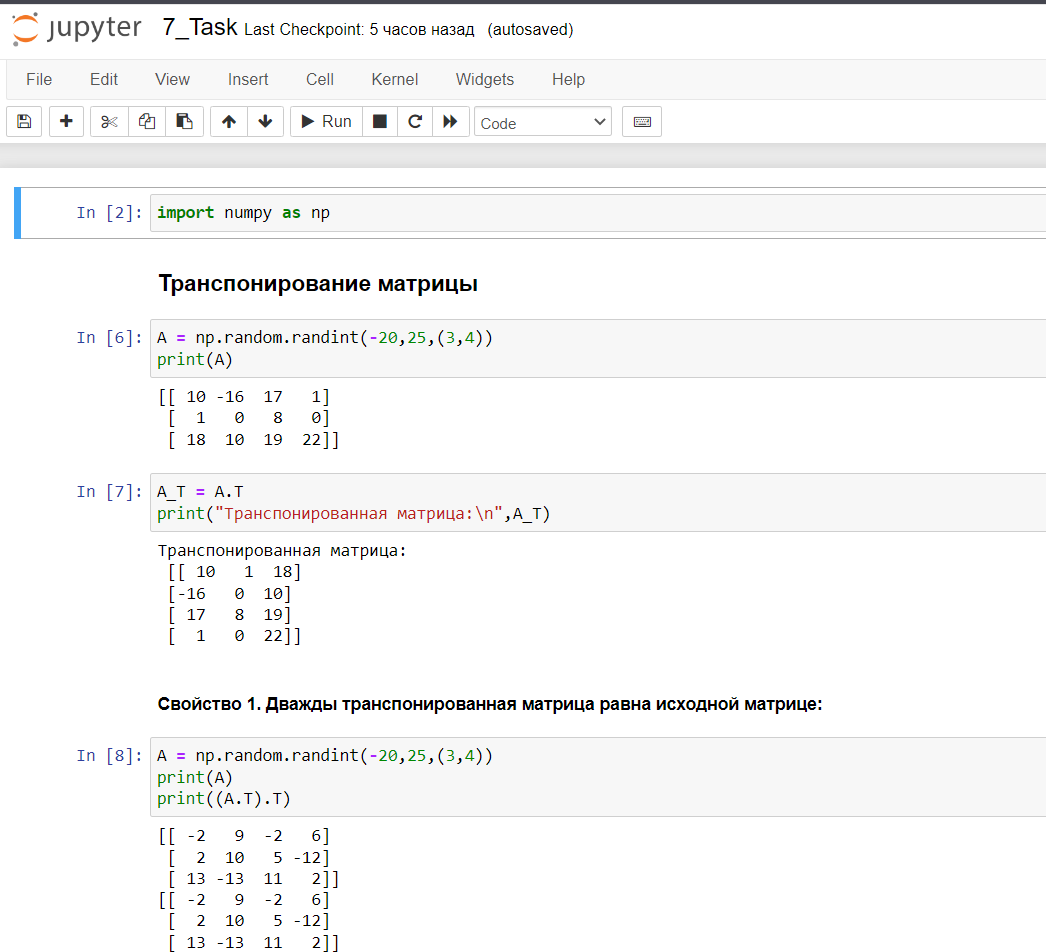 jupyter 7_Task Last Checkpoint: 5 часов назад (autosaved)
File Edit View Insert Cell Kernel Widgets Help
Run Code
In [2]: import numpy as np
Транспонирование матрицы
In [6]: A = np.random.randint(-20,25,(3,4))
print(A)
[[ 10 -16  17   1]
 [  1   0   8   0]
 [ 18  10  19  22]]
In [7]: A_T = A.T
print("Транспонированная матрица:\n",A_T)
Транспонированная матрица:
 [[ 10   1  18]
 [-16   0  10]
 [ 17   8  19]
 [  1   0  22]]
Свойство 1. Дважды транспонированная матрица равна исходной матрице:
In [8]: A = np.random.randint(-20,25,(3,4))
print(A)
print((A.T).T)
[[ -2   9  -2   6]
 [  2  10   5 -12]
 [ 13 -13  11   2]]
[[ -2   9  -2   6]
 [  2  10   5 -12]
 [ 13 -13  11   2]]